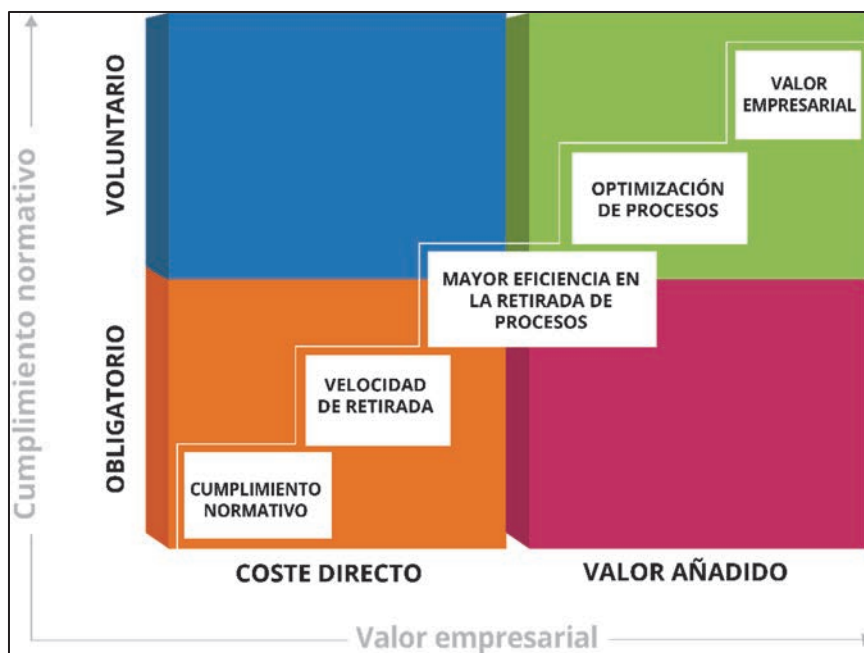 Cumplimiento normativo
VOLUNTARIO
OBLIGATORIO
VALOR
EMPRESARIAL
OPTIMIZACIÓN
DE PROCESOS
MAYOR EFICIENCIA EN
LA RETIRADA DE
PROCESOS
VELOCIDAD
DE RETIRADA
CUMPLIMIENTO
NORMATIVO
COSTE DIRECTO
VALOR AÑADIDO
Valor empresarial